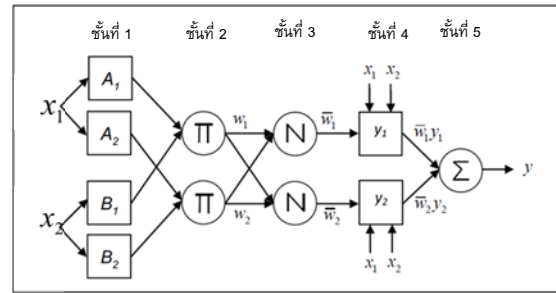 ชั้นที่ 1 ชั้นที่ 2 ชั้นที่ 3 ชั้นที่ 4 ชั้นที่ 5
x₁ x₂
A₁
x₁
A₂
w₁ w̅₁ w̅₁y₁
Π N y₁
Σ y
B₁
Π N y₂
x₂
w₂ w̅₂ w̅₂y₂
B₂
x₁ x₂